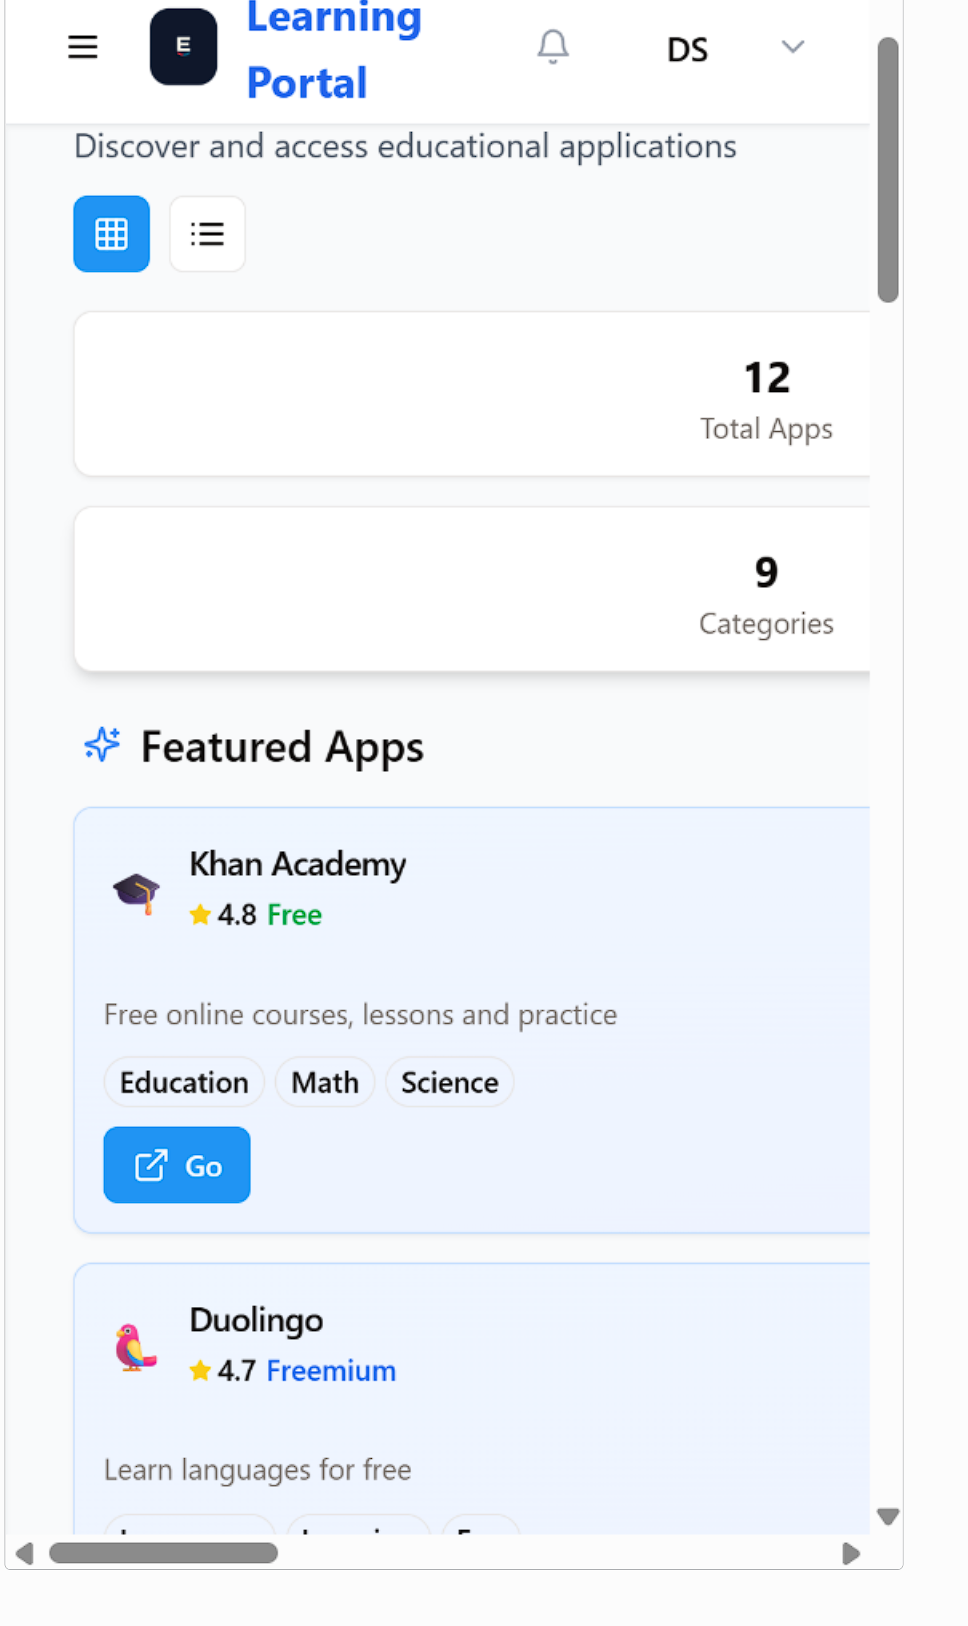 Learning
Portal
E
DS
Discover and access educational applications
12
Total Apps
9
Categories
Featured Apps
Khan Academy
4.8 Free
Free online courses, lessons and practice
Education Math Science
Go
Duolingo
4.7 Freemium
Learn languages for free